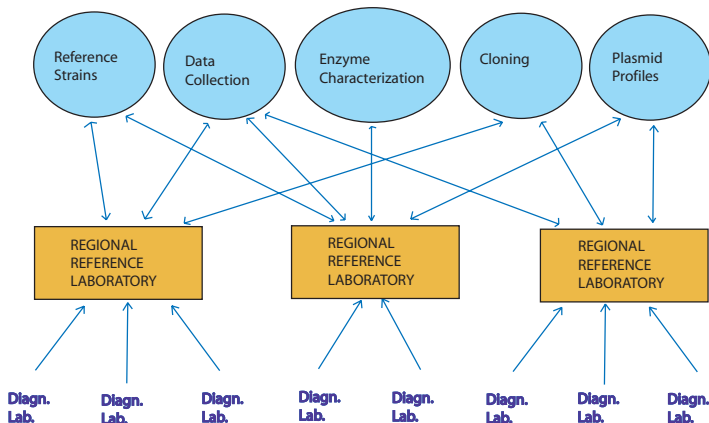 Reference
Strains
Data
Collection
Enzyme
Characterization
Cloning
Plasmid
Profiles
REGIONAL
REFERENCE
LABORATORY
REGIONAL
REFERENCE
LABORATORY
REGIONAL
REFERENCE
LABORATORY
Diagn.
Lab.
Diagn.
Lab.
Diagn.
Lab.
Diagn.
Lab.
Diagn.
Lab.
Diagn.
Lab.
Diagn.
Lab.
Diagn.
Lab.